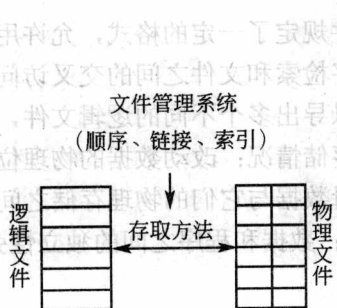 文件管理系统
（顺序、链接、索引）
逻辑文件
存取方法
物理文件